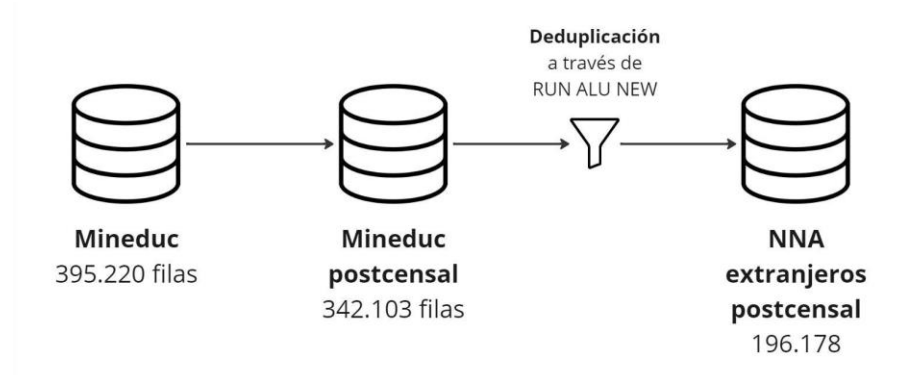 Deduplicación
a través de
RUN ALU NEW
Mineduc
395.220 filas
Mineduc
postcensal
342.103 filas
NNA
extranjeros
postcensal
196.178